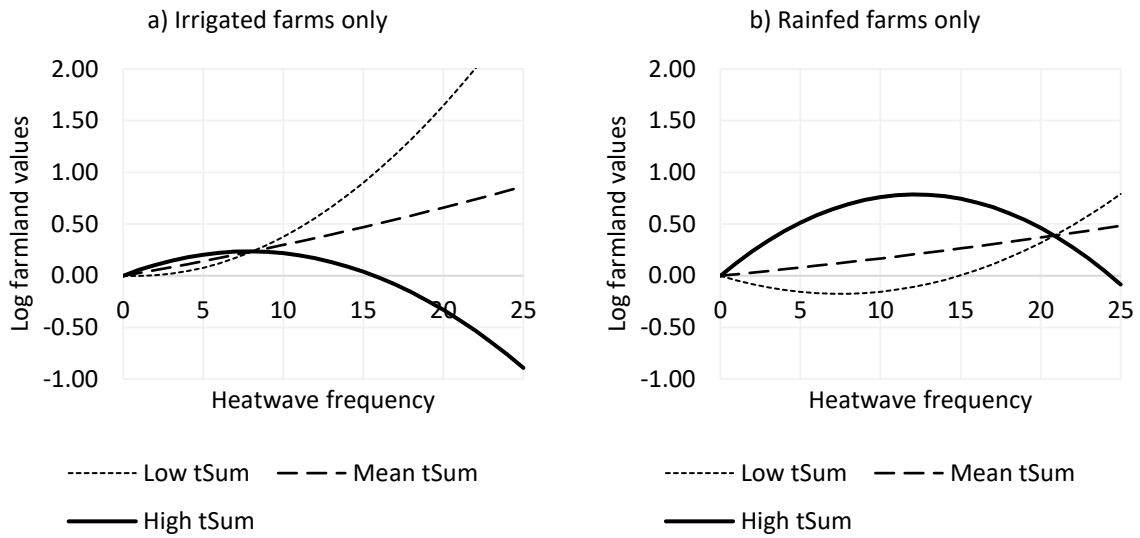 a) Irrigated farms only
Log farmland values
2.00
1.50
1.00
0.50
0.00
-0.50
-1.00
0 5 10 15 20 25
Heatwave frequency
Low tSum Mean tSum
High tSum
b) Rainfed farms only
Log farmland values
2.00
1.50
1.00
0.50
0.00
-0.50
-1.00
0 5 10 15 20 25
Heatwave frequency
Low tSum Mean tSum
High tSum